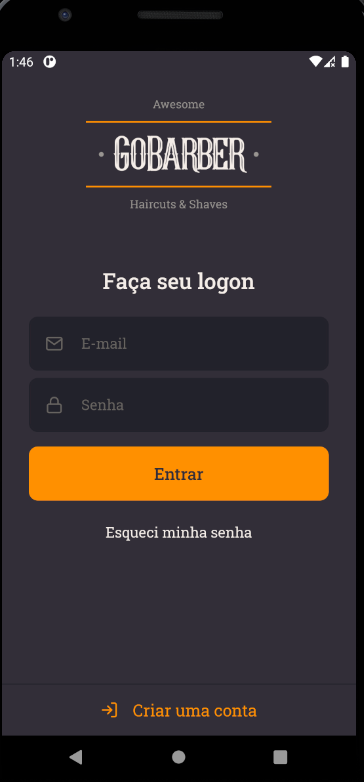 1:46
Awesome
GOBARBER
Haircuts & Shaves
Faça seu logon
E-mail
Senha
Entrar
Esqueci minha senha
Criar uma conta